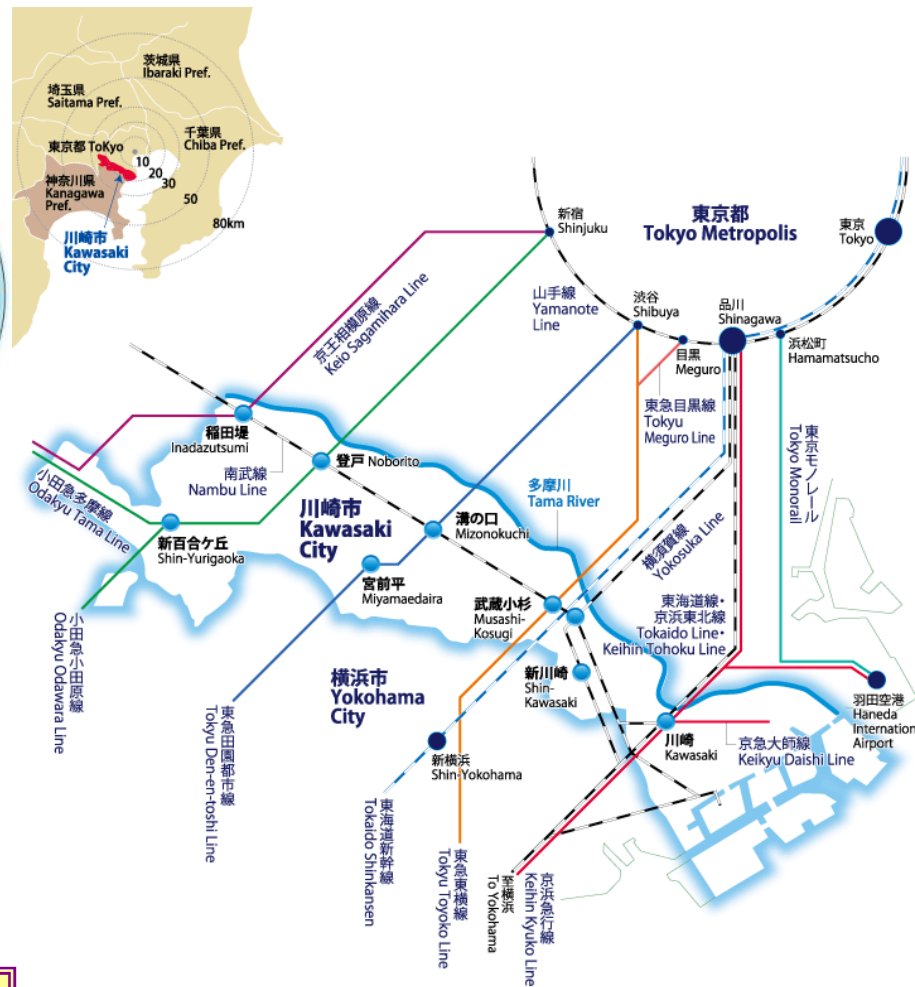 茨城県
Ibaraki Pref.
埼玉県
Saitama Pref.
千葉県
Chiba Pref.
東京都 ToKyo
10
20
30
50
80km
神奈川県
Kanagawa
Pref.
川崎市
Kawasaki
City
新宿
Shinjuku
東京都
Tokyo Metropolis
東京
Tokyo
山手線
Yamanote
Line
渋谷
Shibuya
品川
Shinagawa
目黒
Meguro
浜松町
Hamamatsucho
京王相模原線
Keio Sagamihara Line
東急目黒線
Tokyu
Meguro Line
東京モノレール
Tokyo Monorail
稲田堤
Inadazutsumi
登戸 Noborito
南武線
Nambu Line
小田急多摩線
Odakyu Tama Line
多摩川
Tama River
川崎市
Kawasaki
City
溝の口
Mizonokuchi
新百合ケ丘
Shin-Yurigaoka
宮前平
Miyamaedaira
横須賀線
Yokosuka Line
武蔵小杉
Musashi-
Kosugi
東海道線・
京浜東北線
Tokaido Line・
Keihin Tohoku Line
小田急小田原線
Odakyu Odawara Line
横浜市
Yokohama
City
新川崎
Shin-
Kawasaki
羽田空港
Haneda
Internation
Airport
東急田園都市線
Tokyu Den-en-toshi Line
新横浜
Shin-Yokohama
川崎
Kawasaki
京急大師線
Keikyu Daishi Line
東海道新幹線
Tokaido Shinkansen
東急東横線
Tokyu Toyoko Line
至横浜
To Yokohama
京浜急行線
Keihin Kyuko Line